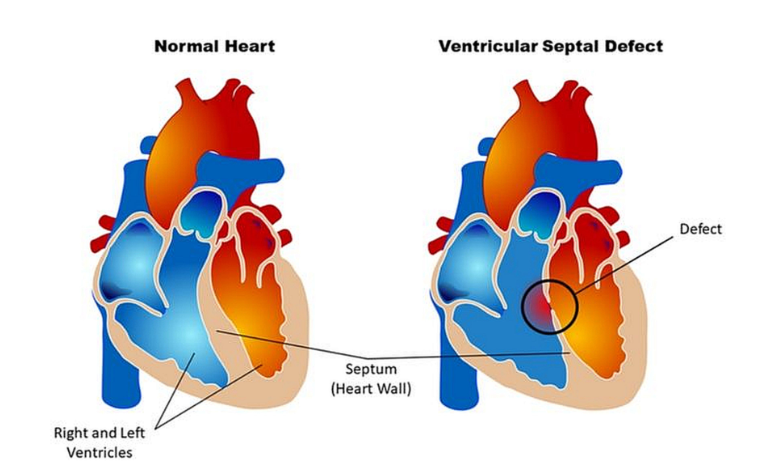 Normal Heart
Ventricular Septal Defect
Defect
Septum
(Heart Wall)
Right and Left
Ventricles